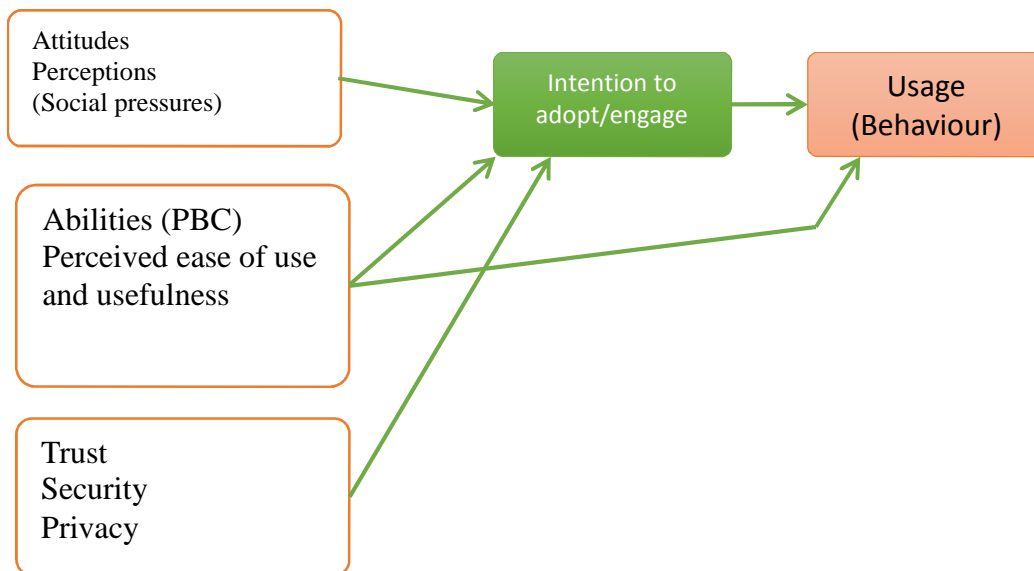 Attitudes
Perceptions
(Social pressures)
Intention to
adopt/engage
Usage
(Behaviour)
Abilities (PBC)
Perceived ease of use
and usefulness
Trust
Security
Privacy